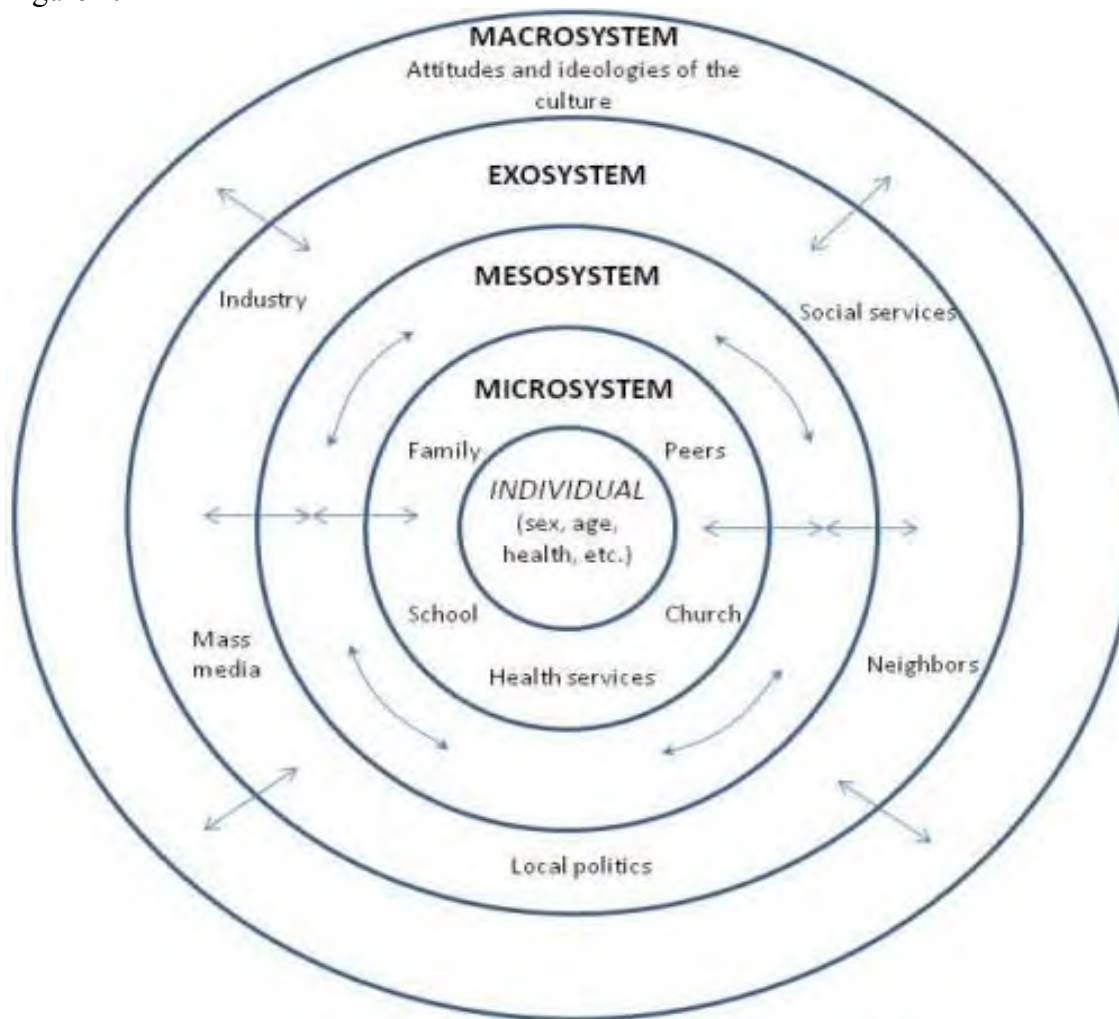 MACROSYSTEM
Attitudes and ideologies of the
culture
EXOSYSTEM
MESOSYSTEM
Industry
Social services
MICROSYSTEM
Family
Peers
INDIVIDUAL
(sex, age,
health, etc.)
School
Church
Mass
media
Neighbors
Health services
Local politics